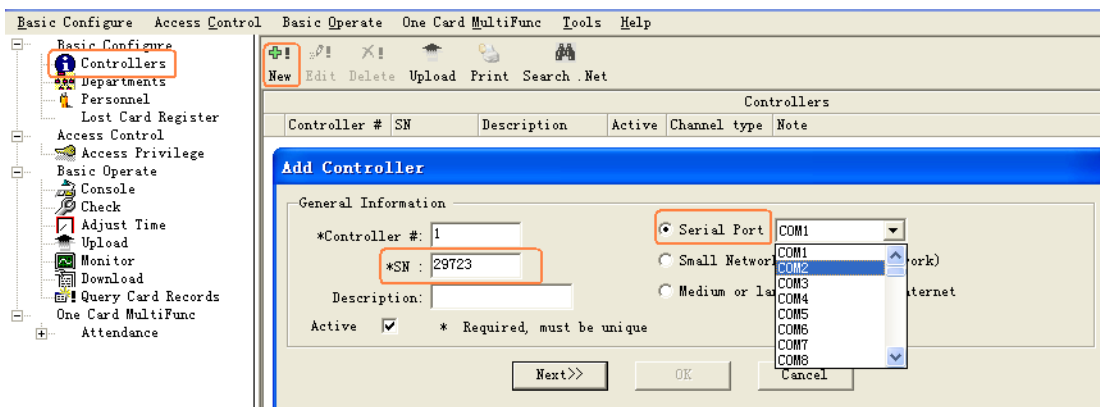 Basic Configure Access Control Basic Operate One Card MultiFunc Tools Help
Basic Configure
Controllers
Departments
Personnel
Lost Card Register
Access Control
Access Privilege
Basic Operate
Console
Check
Adjust Time
Upload
Monitor
Download
Query Card Records
One Card MultiFunc
Attendance
New Edit Delete Upload Print Search .Net
Controllers
Controller # SN Description Active Channel type Note
Add Controller
General Information
*Controller #: 1
*SN : 29723
Description:
Active * Required, must be unique
Serial Port COM1
Small
Medium or
COM1
COM2
COM3
COM4
COM5
COM6
COM7
COM8
Next>> OK Cancel